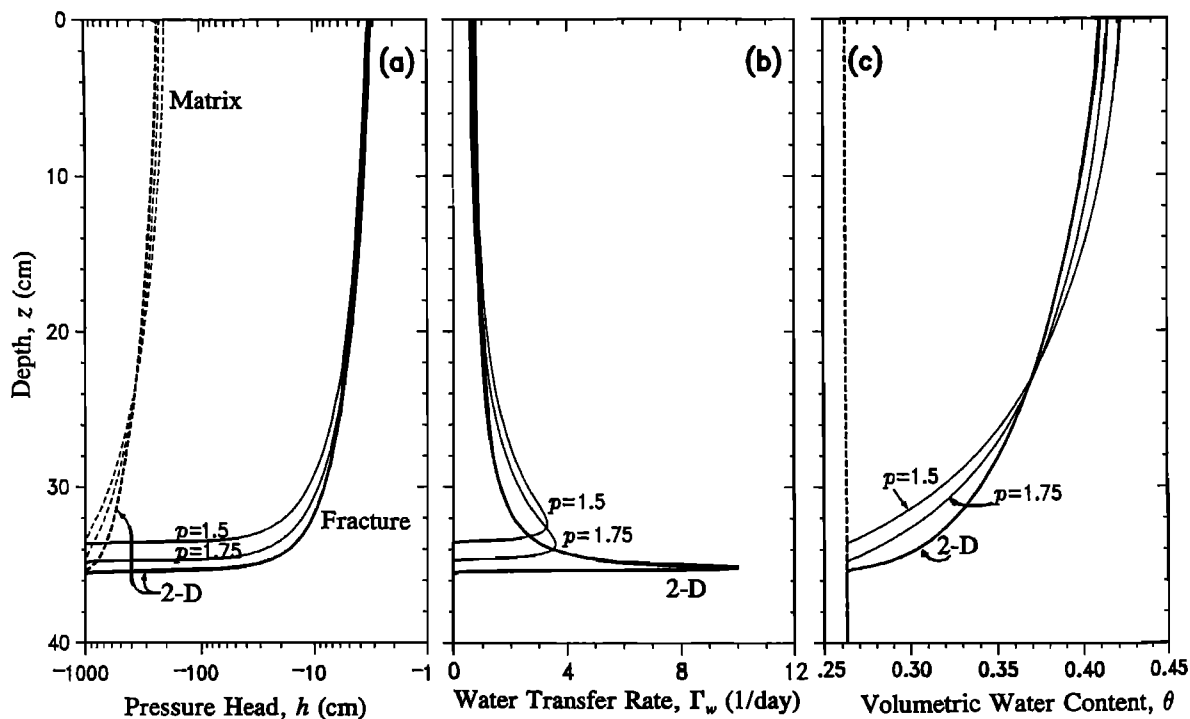 0
10
20
30
40
Depth, z (cm)
(a)
Matrix
p=1.5
p=1.75
Fracture
2-D
−1000
−100
−10
−1
Pressure Head, h (cm)
(b)
p=1.5
p=1.75
2-D
0
4
8
12
Water Transfer Rate, Γw (1/day)
(c)
p=1.5
p=1.75
2-D
.25
0.30
0.35
0.40
0.45
Volumetric Water Content, θ